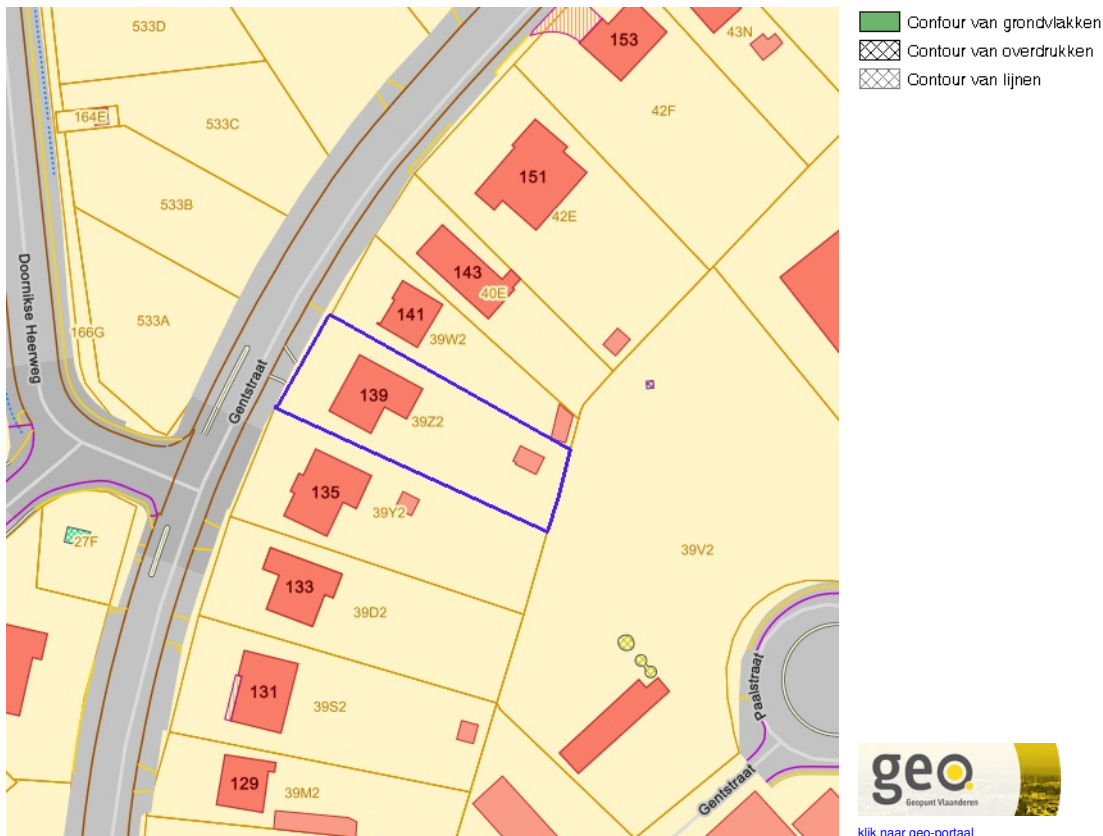 533D
153
43N
164E
533C
42F
151
533B
42E
Doornikse Heerweg
143
40E
166G
533A
141
39W2
Gentstraat
139
39Z2
135
39Y2
27F
39V2
133
39D2
Paalstraat
131
39S2
129
39M2
Gentstraat
Contour van grondvlakken
Contour van overdrukken
Contour van lijnen
geo
Geopunt Vlaanderen
klik naar geo-portaal